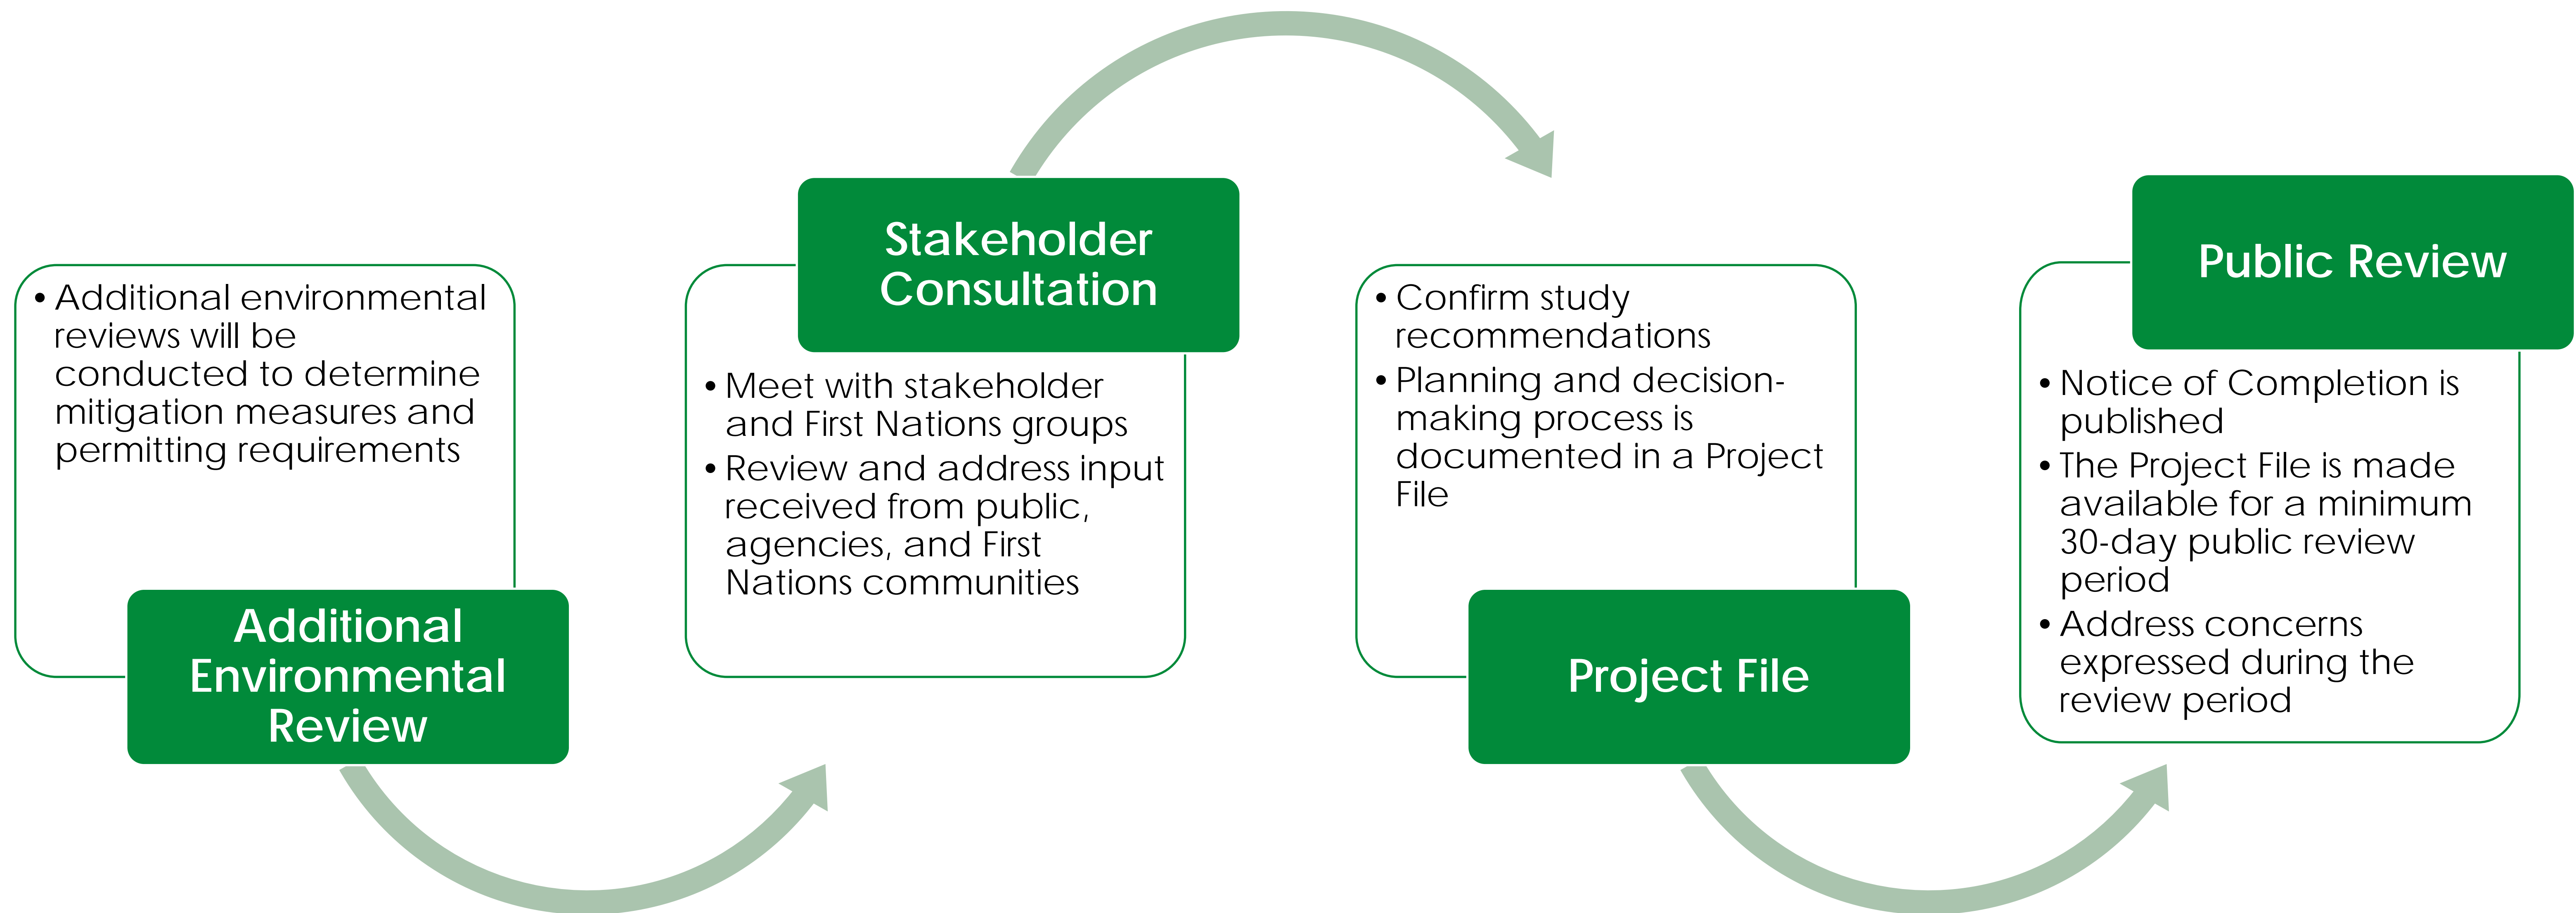 • Additional environmental
reviews will be
conducted to determine
mitigation measures and
permitting requirements
Additional
Environmental
Review
Stakeholder
Consultation
• Meet with stakeholder
and First Nations groups
• Review and address input
received from public,
agencies, and First
Nations communities
• Confirm study
recommendations
• Planning and decision-
making process is
documented in a Project
File
Project File
Public Review
• Notice of Completion is
published
• The Project File is made
available for a minimum
30-day public review
period
• Address concerns
expressed during the
review period